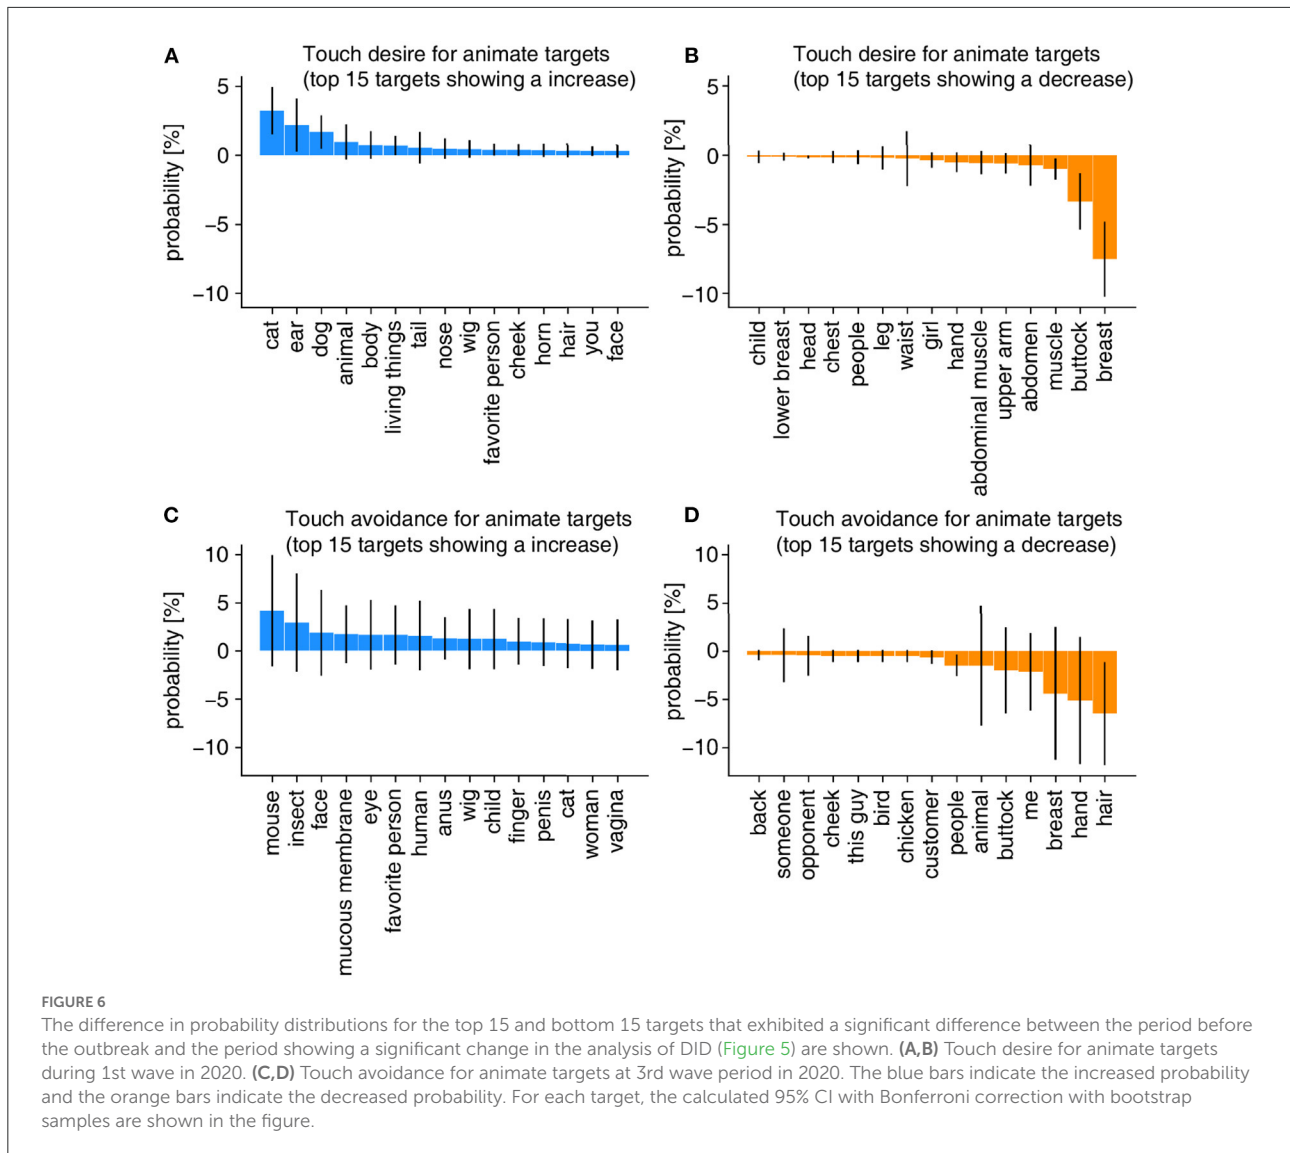 A
Touch desire for animate targets
(top 15 targets showing a increase)
probability [%]
5
0
−5
−10
cat
ear
dog
animal
body
living things
tail
nose
wig
favorite person
cheek
horn
hair
you
face
B
Touch desire for animate targets
(top 15 targets showing a decrease)
probability [%]
5
0
−5
−10
child
lower breast
head
chest
people
leg
waist
girl
hand
abdominal muscle
upper arm
abdomen
muscle
buttock
breast
C
Touch avoidance for animate targets
(top 15 targets showing a increase)
probability [%]
10
5
0
−5
−10
mouse
insect
face
mucous membrane
eye
favorite person
human
anus
wig
child
finger
penis
cat
woman
vagina
D
Touch avoidance for animate targets
(top 15 targets showing a decrease)
probability [%]
10
5
0
−5
−10
back
someone
opponent
cheek
this guy
bird
chicken
customer
people
animal
buttock
me
breast
hand
hair
FIGURE 6
The difference in probability distributions for the top 15 and bottom 15 targets that exhibited a significant difference between the period before
the outbreak and the period showing a significant change in the analysis of DID (Figure 5) are shown. (A,B) Touch desire for animate targets
during 1st wave in 2020. (C,D) Touch avoidance for animate targets at 3rd wave period in 2020. The blue bars indicate the increased probability
and the orange bars indicate the decreased probability. For each target, the calculated 95% CI with Bonferroni correction with bootstrap
samples are shown in the figure.